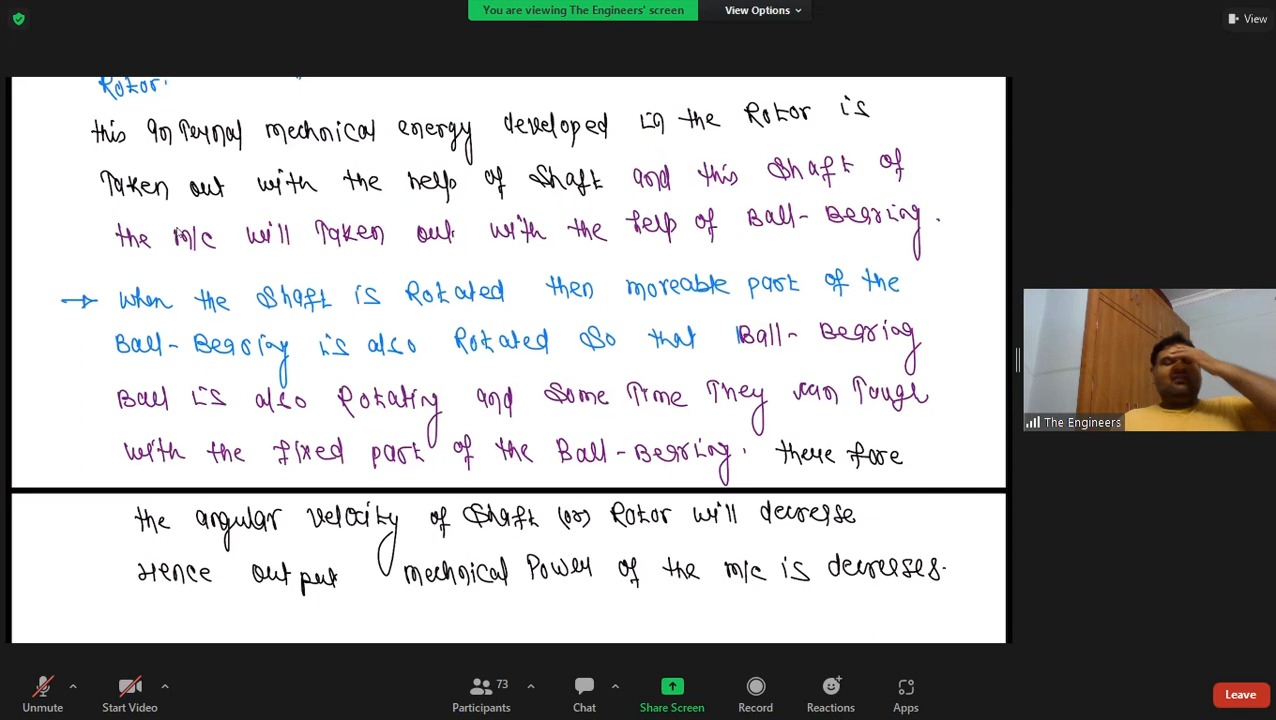 You are viewing The Engineers' screen
View Options
View
Rotor.
this internal mechnical energy developed in the Rotor is
Taken out with the help of Shaft and this Shaft of
the m/c will Taken out with the help of Ball-Bearing.
→ when the Shaft is Rotated then moreable part of the
Ball-Bearing is also Rotated So that Ball-Bearing
Ball is also Rotating and Some Time They can Tough
with the fixed part of the Ball-Bearing. there fore
the angular velocity of Shaft (or) Rotor will decrese
Hence output mechnical Power of the m/c is decreses.
The Engineers
Unmute
Start Video
73
Participants
Chat
Share Screen
Record
Reactions
Apps
Leave